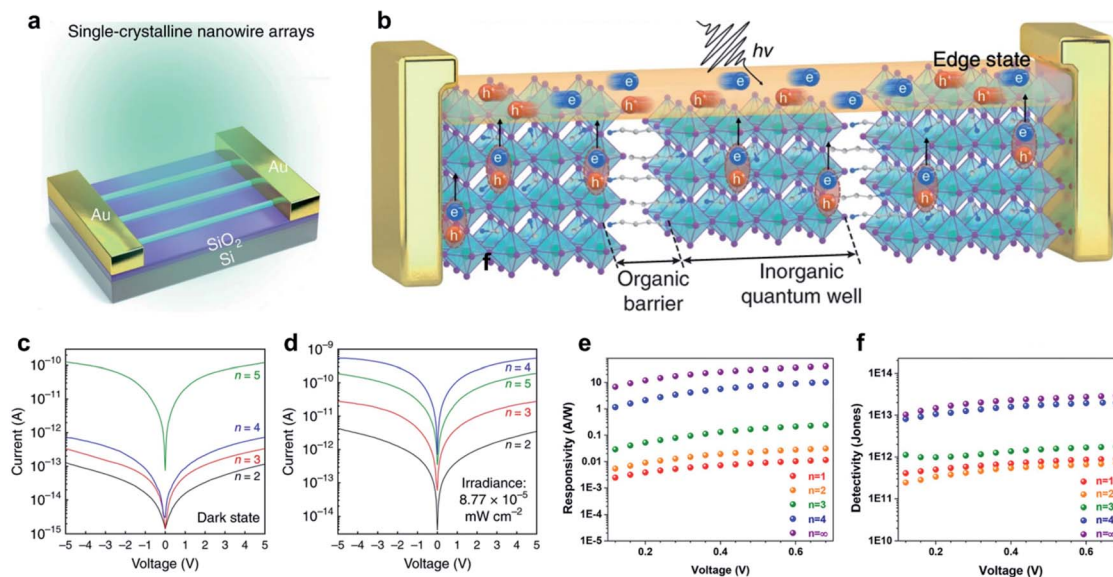 a
Single-crystalline nanowire arrays
Au
Au
SiO2
Si
b
hv
Edge state
e
e
e
e
e
h+
h+
h+
h+
h+
h+
e
h+
e
h+
e
h+
e
h+
e
h+
e
h+
f
Organic
barrier
Inorganic
quantum well
c
Current (A)
10⁻¹⁰
10⁻¹¹
10⁻¹²
10⁻¹³
10⁻¹⁴
10⁻¹⁵
n = 5
n = 4
n = 3
n = 2
Dark state
−5 −4 −3 −2 −1 0 1 2 3 4 5
Voltage (V)
d
Current (A)
10⁻⁹
10⁻¹⁰
10⁻¹¹
10⁻¹²
10⁻¹³
10⁻¹⁴
n = 4
n = 5
n = 3
n = 2
Irradiance:
8.77 × 10⁻⁵
mW cm⁻²
−5 −4 −3 −2 −1 0 1 2 3 4 5
Voltage (V)
e
Responsivity (A/W)
10
1
0.1
0.01
1E-3
1E-4
1E-5
n=1
n=2
n=3
n=4
n=∞
0.2 0.4 0.6
Voltage (V)
f
Detectivity (Jones)
1E14
1E13
1E12
1E11
1E10
n=1
n=2
n=3
n=4
n=∞
0.2 0.4 0.6
Voltage (V)